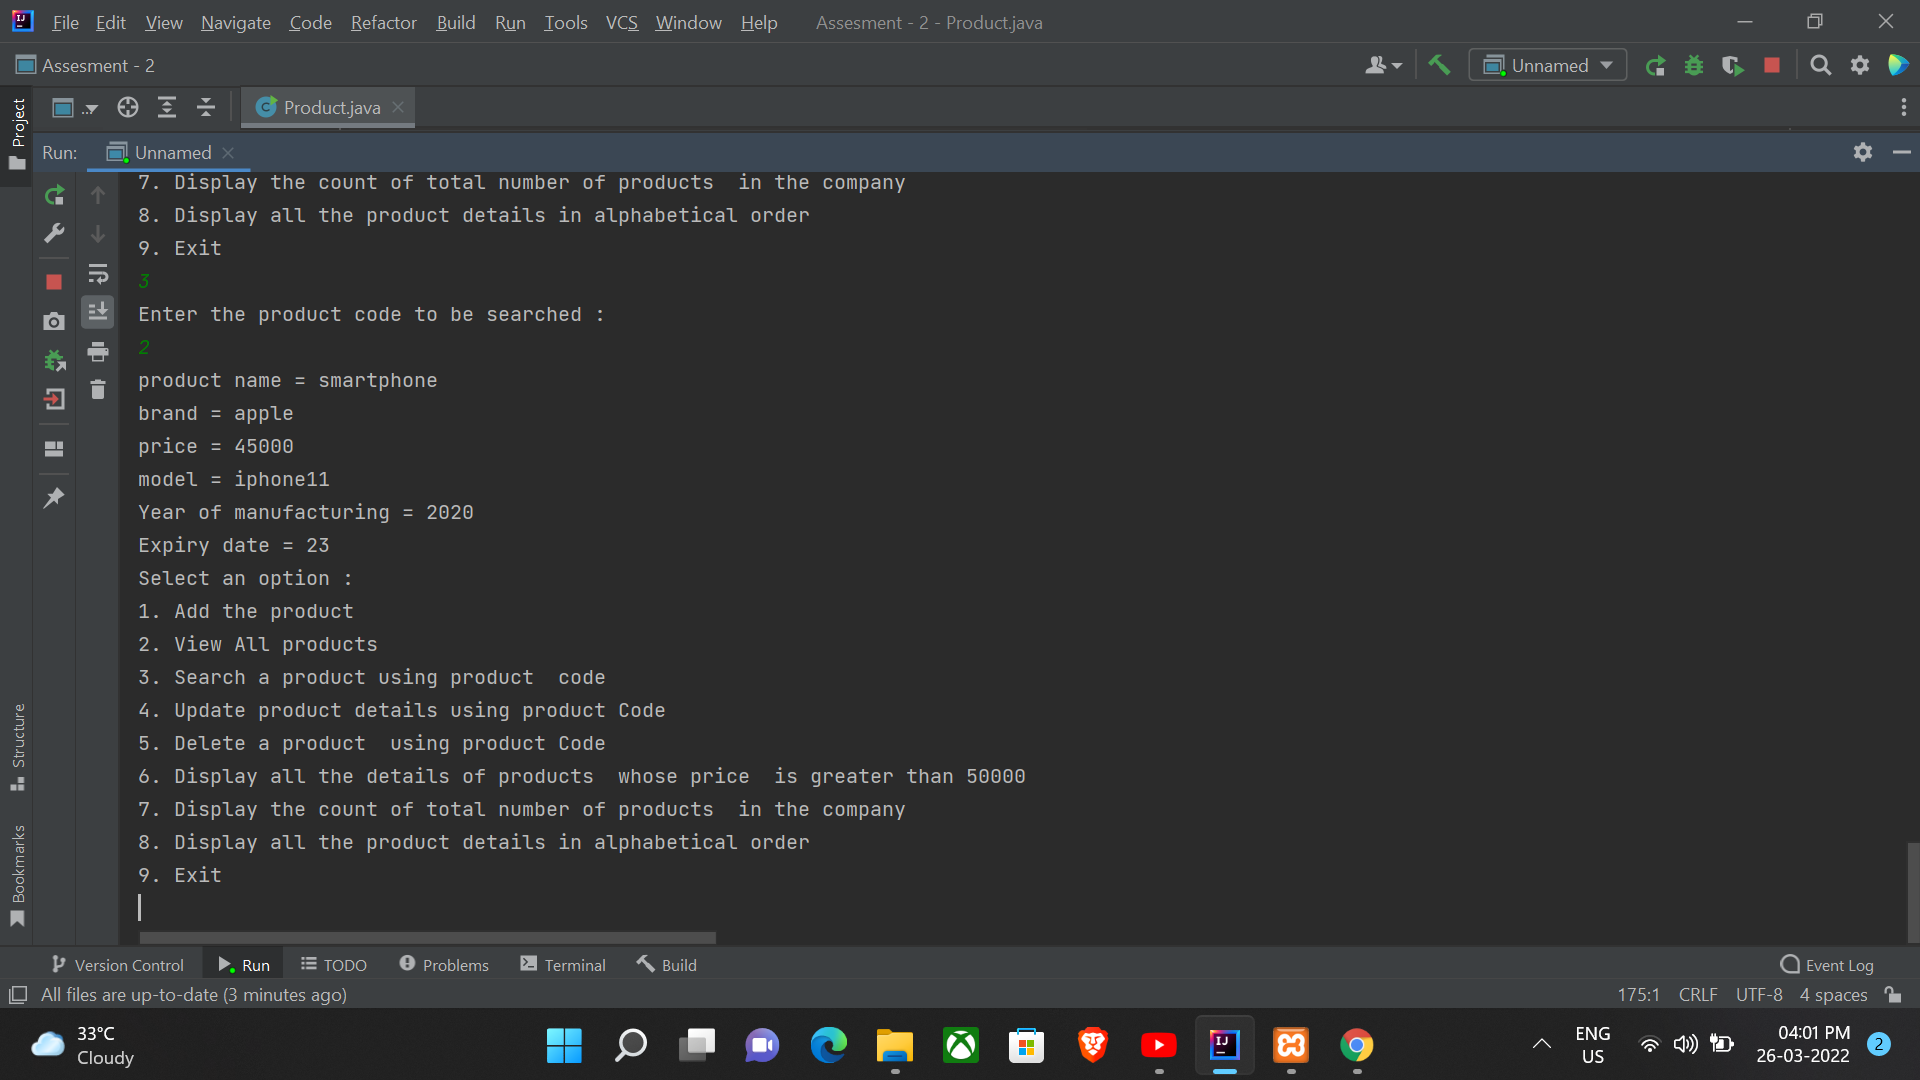 File Edit View Navigate Code Refactor Build Run Tools VCS Window Help Assesment - 2 - Product.java
Assesment - 2 Unnamed
Project
Product.java
Run: Unnamed
7. Display the count of total number of products  in the company
8. Display all the product details in alphabetical order
9. Exit
3
Enter the product code to be searched :
2
product name = smartphone
brand = apple
price = 45000
model = iphone11
Year of manufacturing = 2020
Expiry date = 23
Select an option :
1. Add the product
2. View All products
3. Search a product using product  code
4. Update product details using product Code
5. Delete a product  using product Code
6. Display all the details of products  whose price  is greater than 50000
7. Display the count of total number of products  in the company
8. Display all the product details in alphabetical order
9. Exit
Structure
Bookmarks
Version Control Run TODO Problems Terminal Build Event Log
All files are up-to-date (3 minutes ago) 175:1 CRLF UTF-8 4 spaces
33°C
Cloudy
ENG
US
04:01 PM
26-03-2022
2